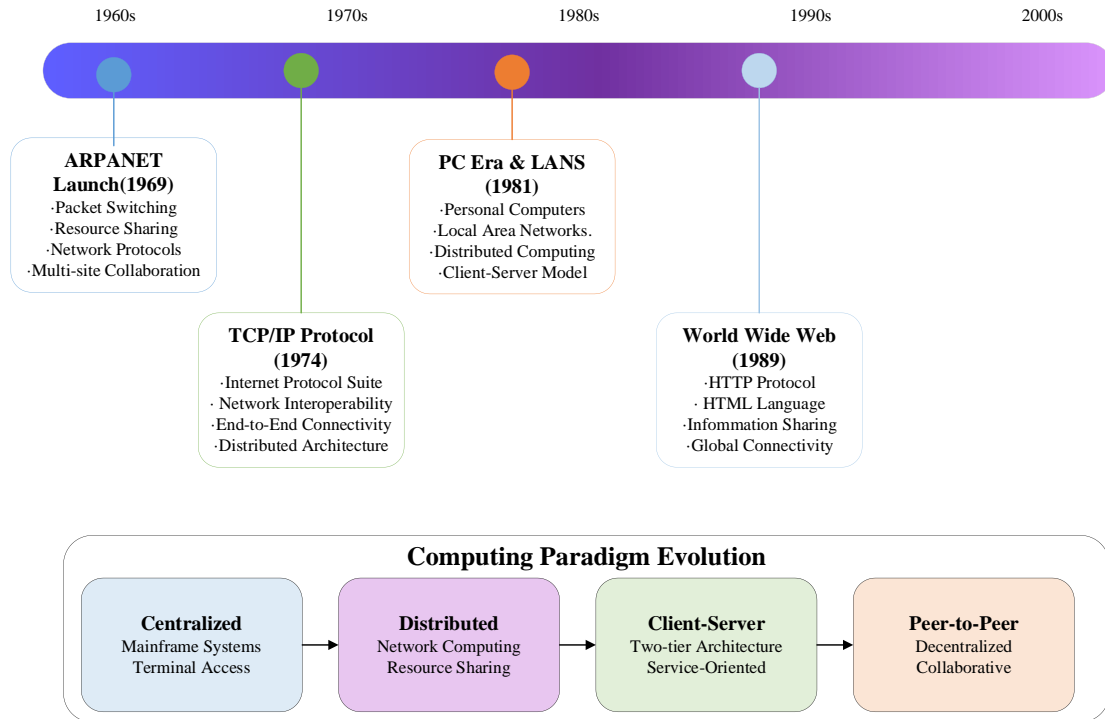 1960s
1970s
1980s
1990s
2000s
ARPANET
Launch(1969)
·Packet Switching
·Resource Sharing
·Network Protocols
·Multi-site Collaboration
PC Era & LANS
(1981)
·Personal Computers
·Local Area Networks.
·Distributed Computing
·Client-Server Model
TCP/IP Protocol
(1974)
·Internet Protocol Suite
· Network Interoperability
·End-to-End Connectivity
·Distributed Architecture
World Wide Web
(1989)
·HTTP Protocol
· HTML Language
·Infommation Sharing
·Global Connectivity
Computing Paradigm Evolution
Centralized
Mainframe Systems
Terminal Access
Distributed
Network Computing
Resource Sharing
Client-Server
Two-tier Architecture
Service-Oriented
Peer-to-Peer
Decentralized
Collaborative